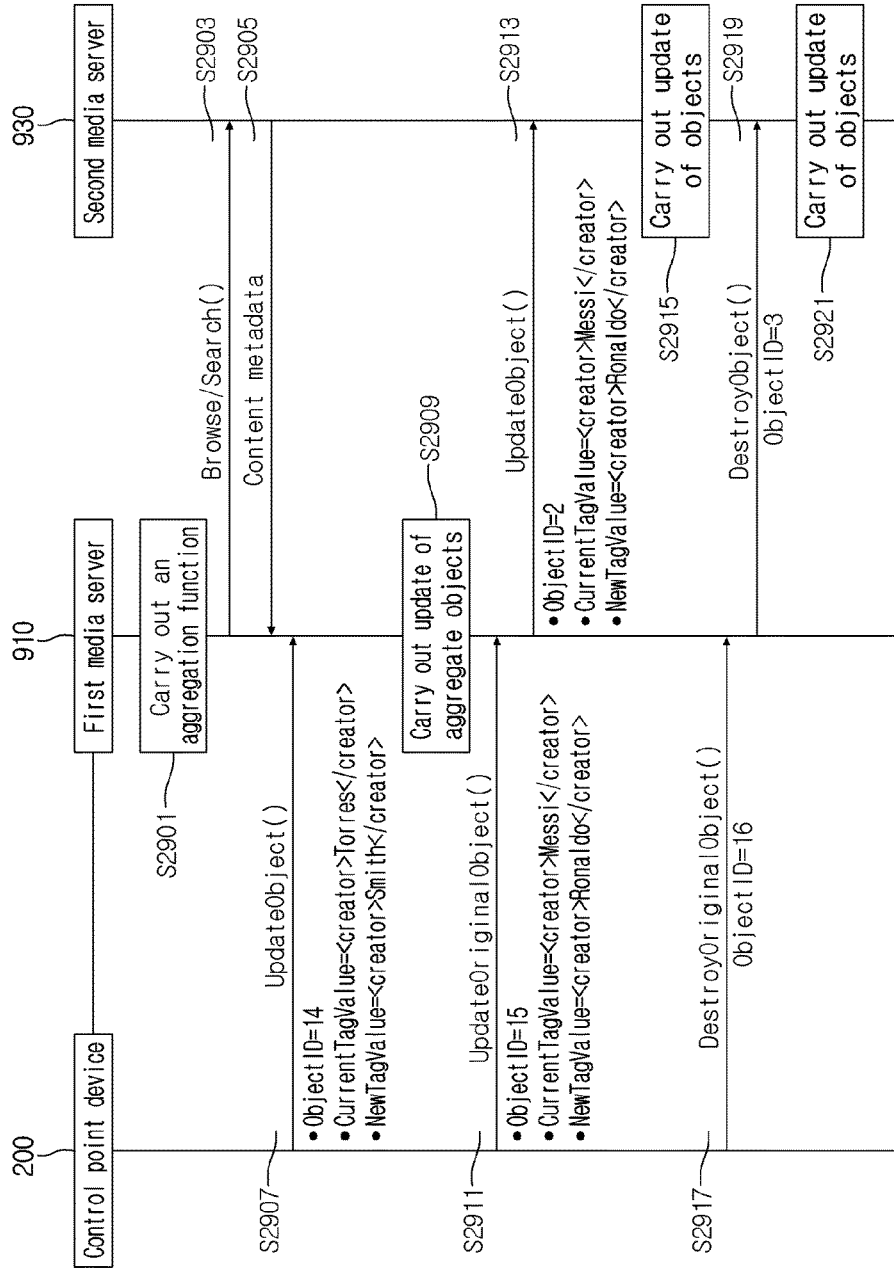 200
910
930
Control point device
First media server
Second media server
S2901
Carry out an
aggregation function
Browse/Search()
S2903
Content metadata
S2905
S2907
UpdateObject()
•ObjectID=14
•CurrentTagValue=<creator>Torres</creator>
•NewTagValue=<creator>Smith</creator>
Carry out update of
aggregate objects
S2909
S2911
UpdateOriginalObject()
•ObjectID=15
•CurrentTagValue=<creator>Messi</creator>
•NewTagValue=<creator>Ronaldo</creator>
UpdateObject()
S2913
•ObjectID=2
•CurrentTagValue=<creator>Messi</creator>
•NewTagValue=<creator>Ronaldo</creator>
S2915
Carry out update
of objects
S2917
DestroyOriginalObject()
ObjectID=16
DestroyObject()
ObjectID=3
S2919
S2921
Carry out update
of objects